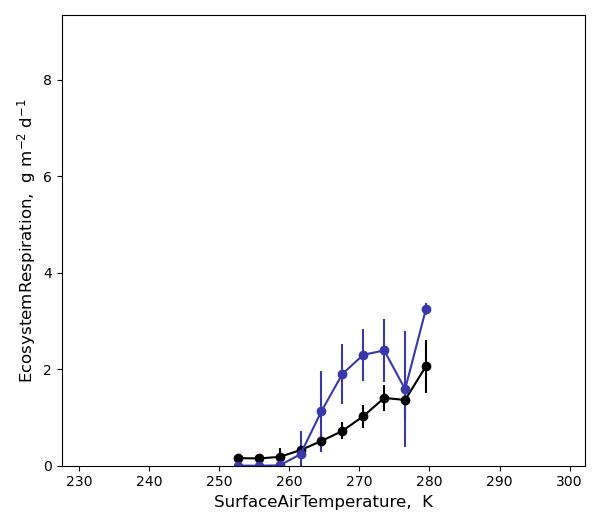 EcosystemRespiration, g m⁻² d⁻¹
8
6
4
2
0
230 240 250 260 270 280 290 300
SurfaceAirTemperature, K